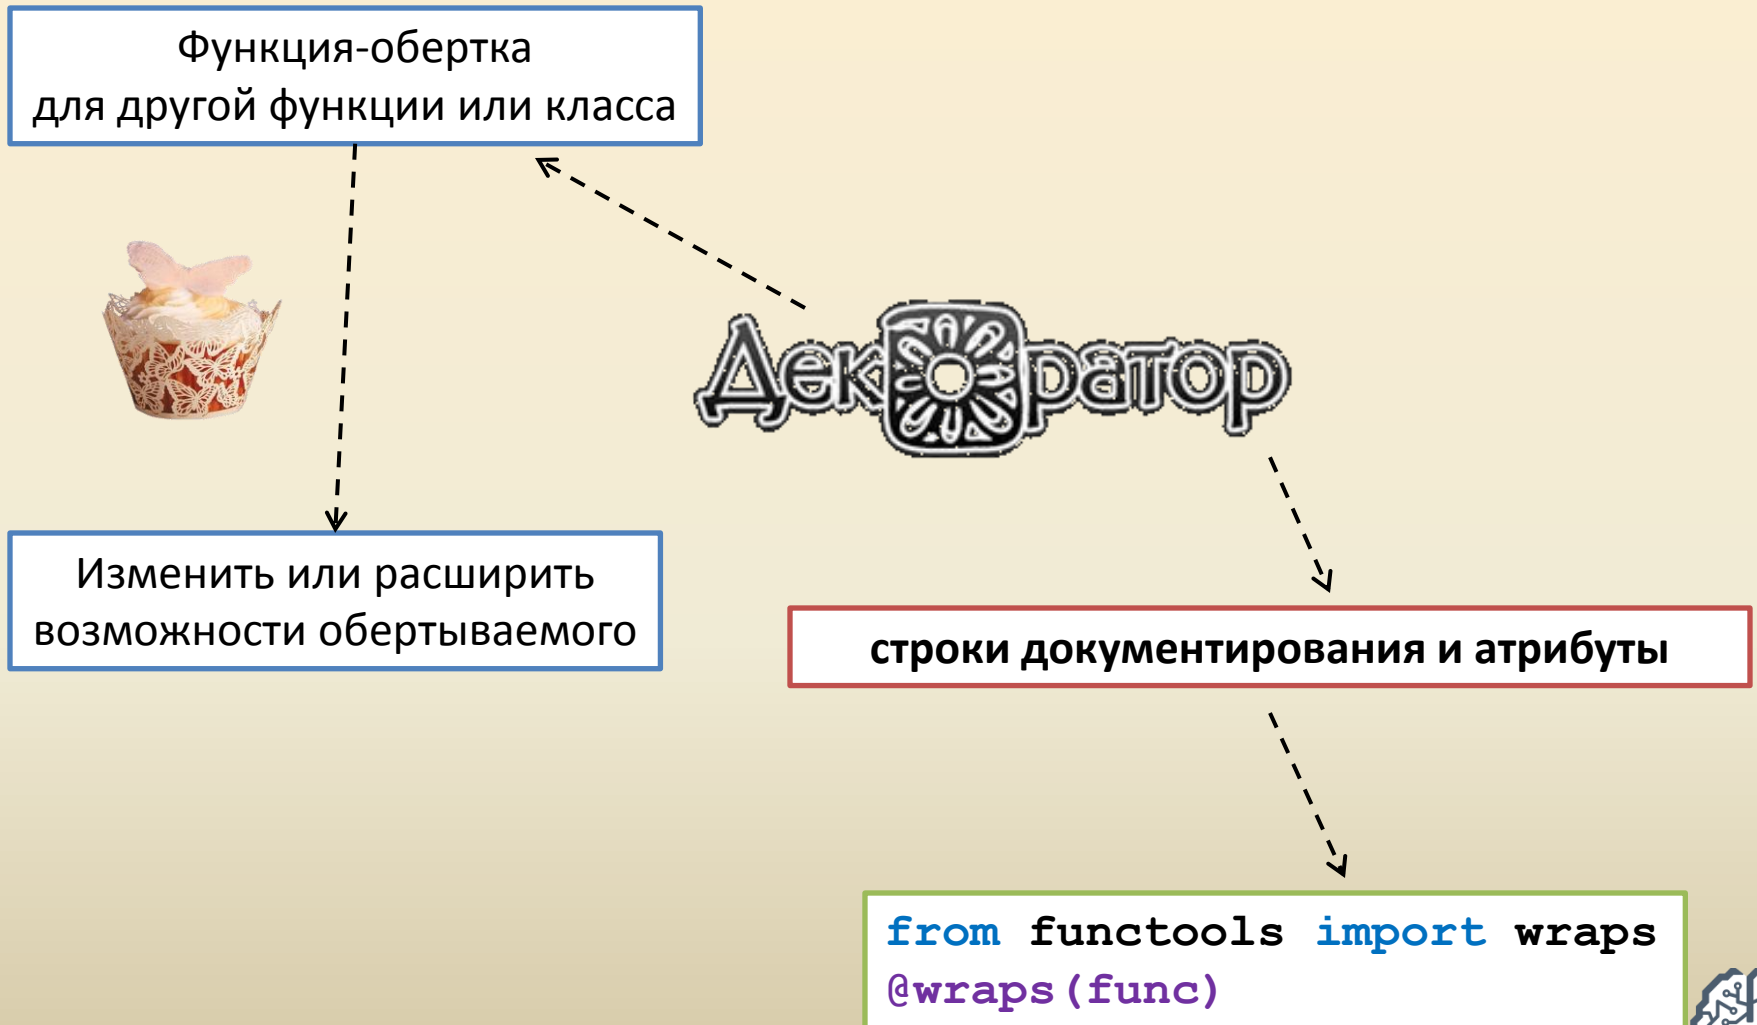 Функция-обертка
для другой функции или класса
Декоратор
Изменить или расширить
возможности обертываемого
строки документирования и атрибуты
from functools import wraps
@wraps(func)